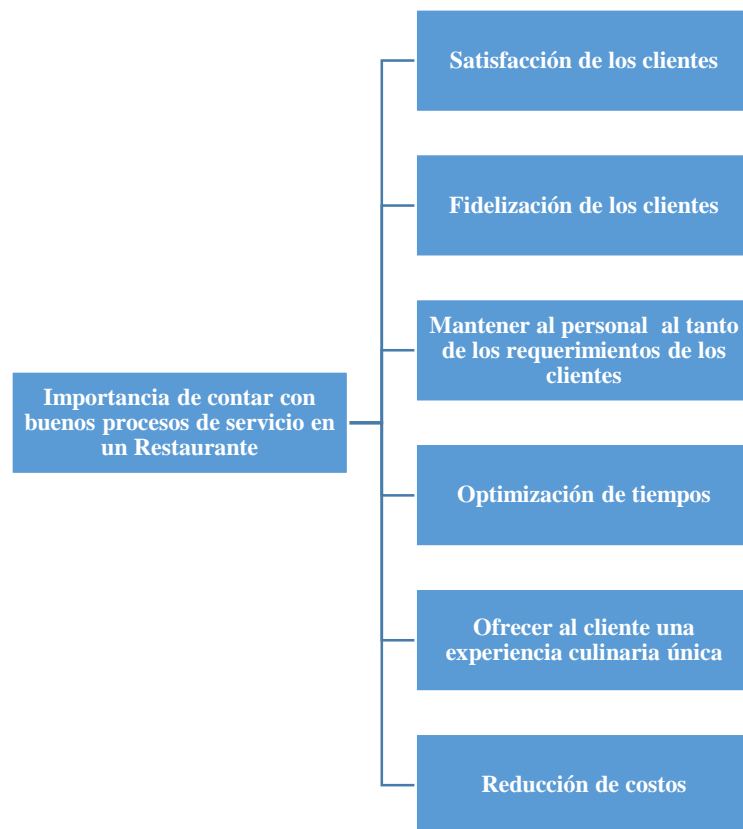 Satisfacción de los clientes
Fidelización de los clientes
Mantener al personal al tanto
de los requerimientos de los
clientes
Importancia de contar con
buenos procesos de servicio en
un Restaurante
Optimización de tiempos
Ofrecer al cliente una
experiencia culinaria única
Reducción de costos